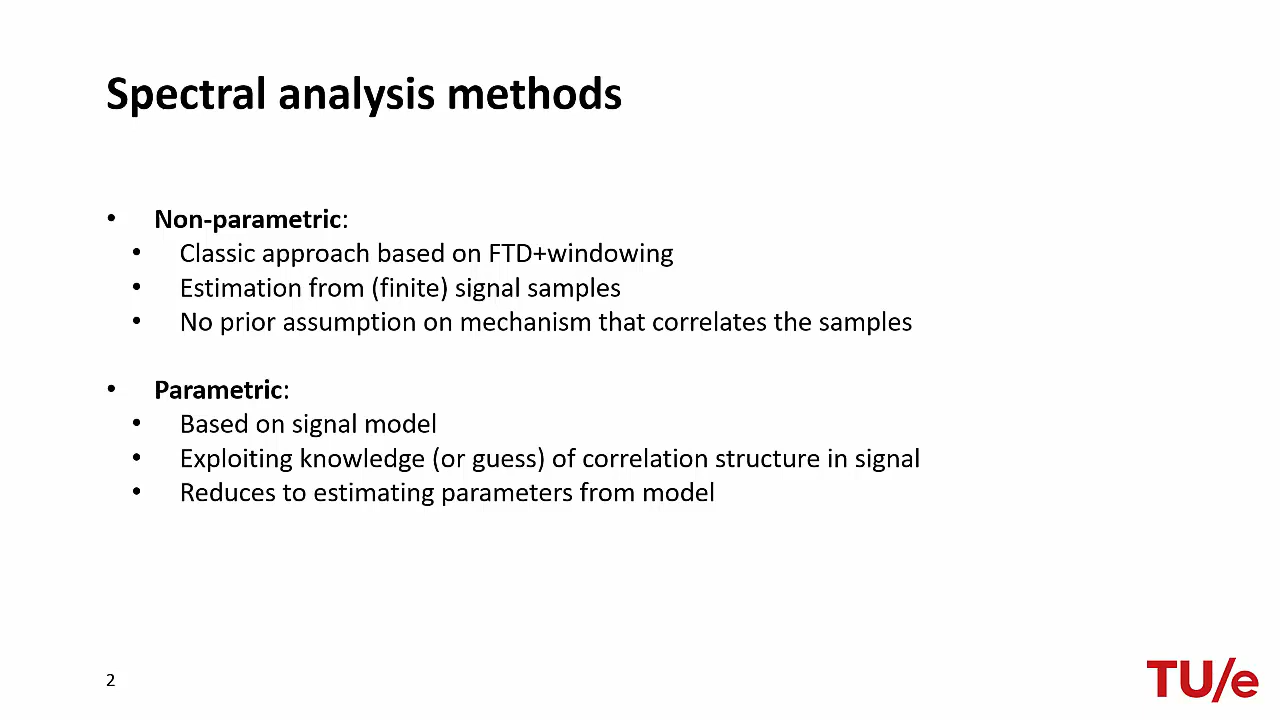 Spectral analysis methods
• Non-parametric:
• Classic approach based on FTD+windowing
• Estimation from (finite) signal samples
• No prior assumption on mechanism that correlates the samples
• Parametric:
• Based on signal model
• Exploiting knowledge (or guess) of correlation structure in signal
• Reduces to estimating parameters from model
2
TU/e